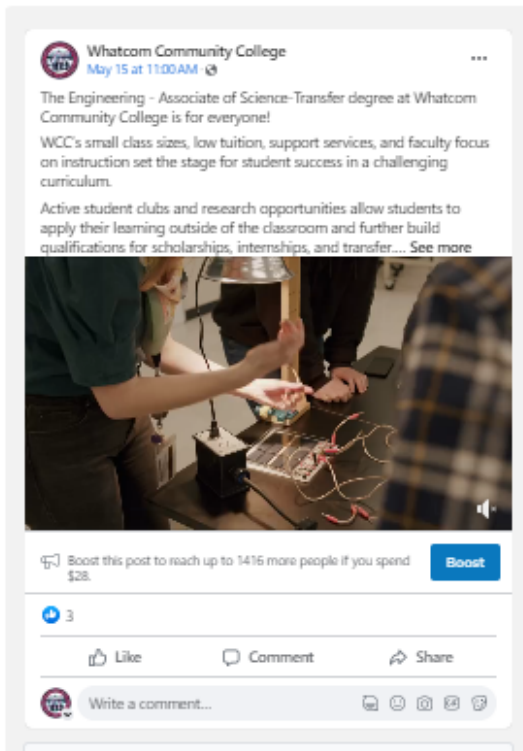 Whatcom Community College
May 15 at 11:00 AM ·
The Engineering - Associate of Science-Transfer degree at Whatcom
Community College is for everyone!
WCC's small class sizes, low tuition, support services, and faculty focus
on instruction set the stage for student success in a challenging
curriculum.
Active student clubs and research opportunities allow students to
apply their learning outside of the classroom and further build
qualifications for scholarships, internships, and transfer.... See more
Boost this post to reach up to 1416 more people if you spend
$28.
Boost
3
Like
Comment
Share
Write a comment...